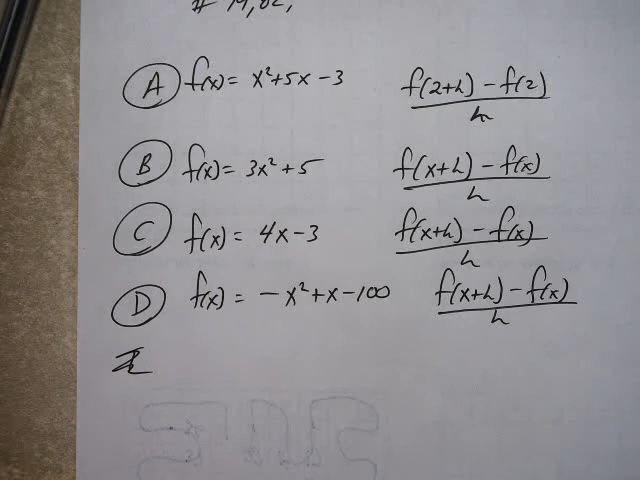 A f(x) = x²+5x-3 f(2+h) - f(2) / h
B f(x) = 3x²+5 f(x+h) - f(x) / h
C f(x) = 4x-3 f(x+h) - f(x) / h
D f(x) = -x²+x-100 f(x+h) - f(x) / h